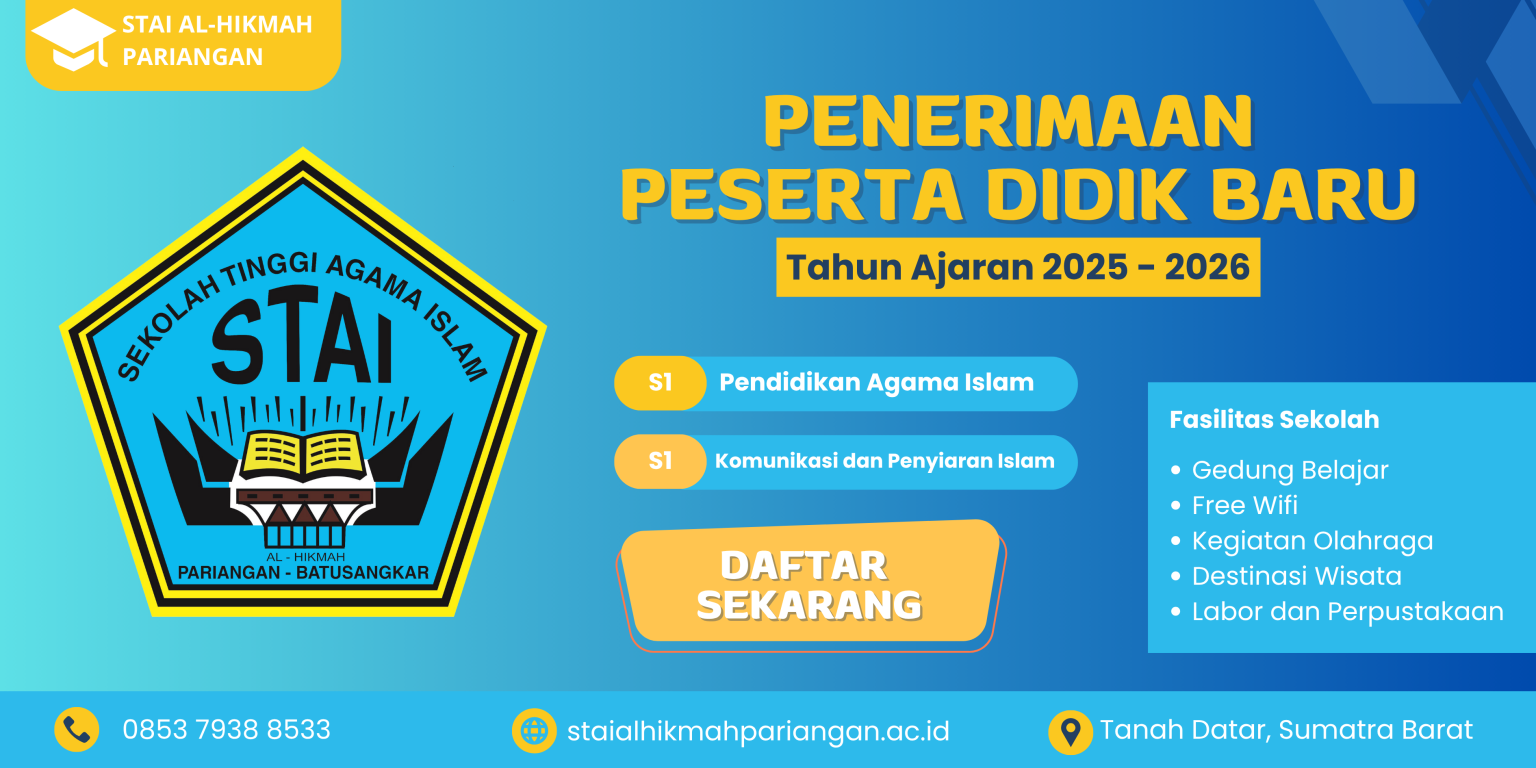 STAI AL-HIKMAH
PARIANGAN
PENERIMAAN
PESERTA DIDIK BARU
Tahun Ajaran 2025 - 2026
SEKOLAH TINGGI AGAMA ISLAM
STAI
AL - HIKMAH
PARIANGAN - BATUSANGKAR
S1 Pendidikan Agama Islam
S1 Komunikasi dan Penyiaran Islam
DAFTAR
SEKARANG
Fasilitas Sekolah
• Gedung Belajar
• Free Wifi
• Kegiatan Olahraga
• Destinasi Wisata
• Labor dan Perpustakaan
0853 7938 8533
staialhikmahpariangan.ac.id
Tanah Datar, Sumatra Barat